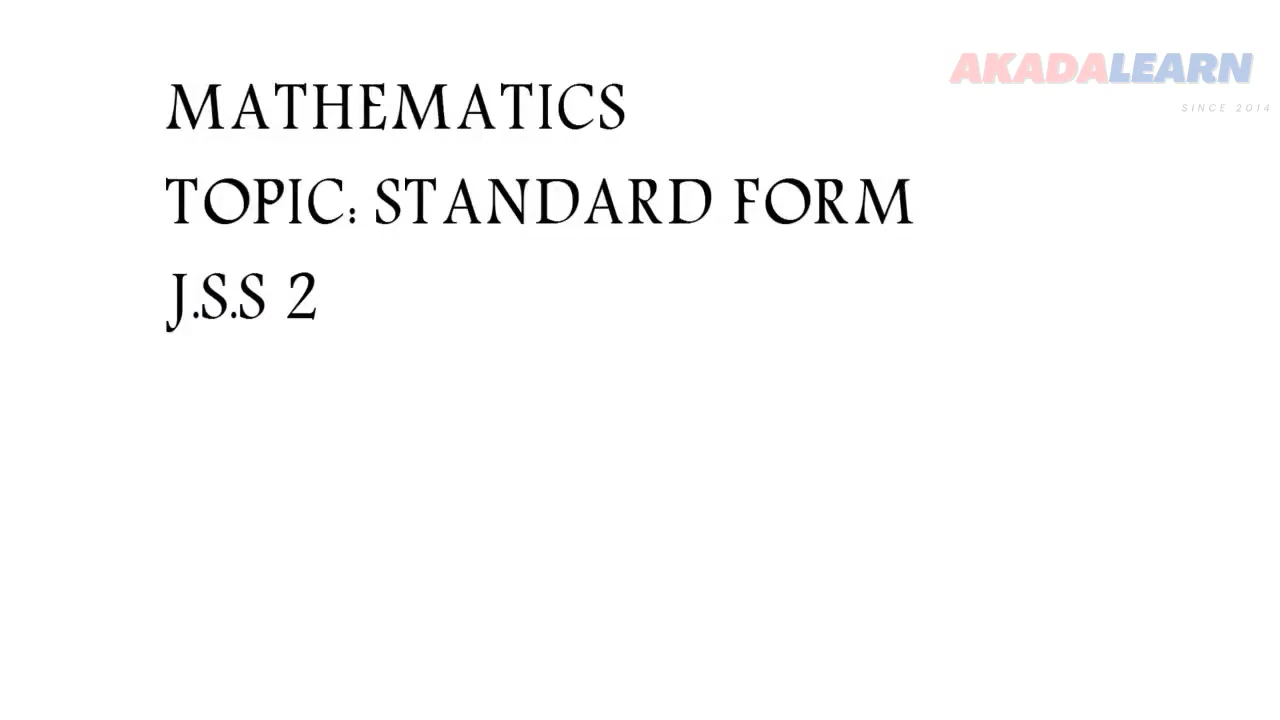 AKADALEARN
SINCE 2014
MATHEMATICS
TOPIC: STANDARD FORM
J.S.S 2